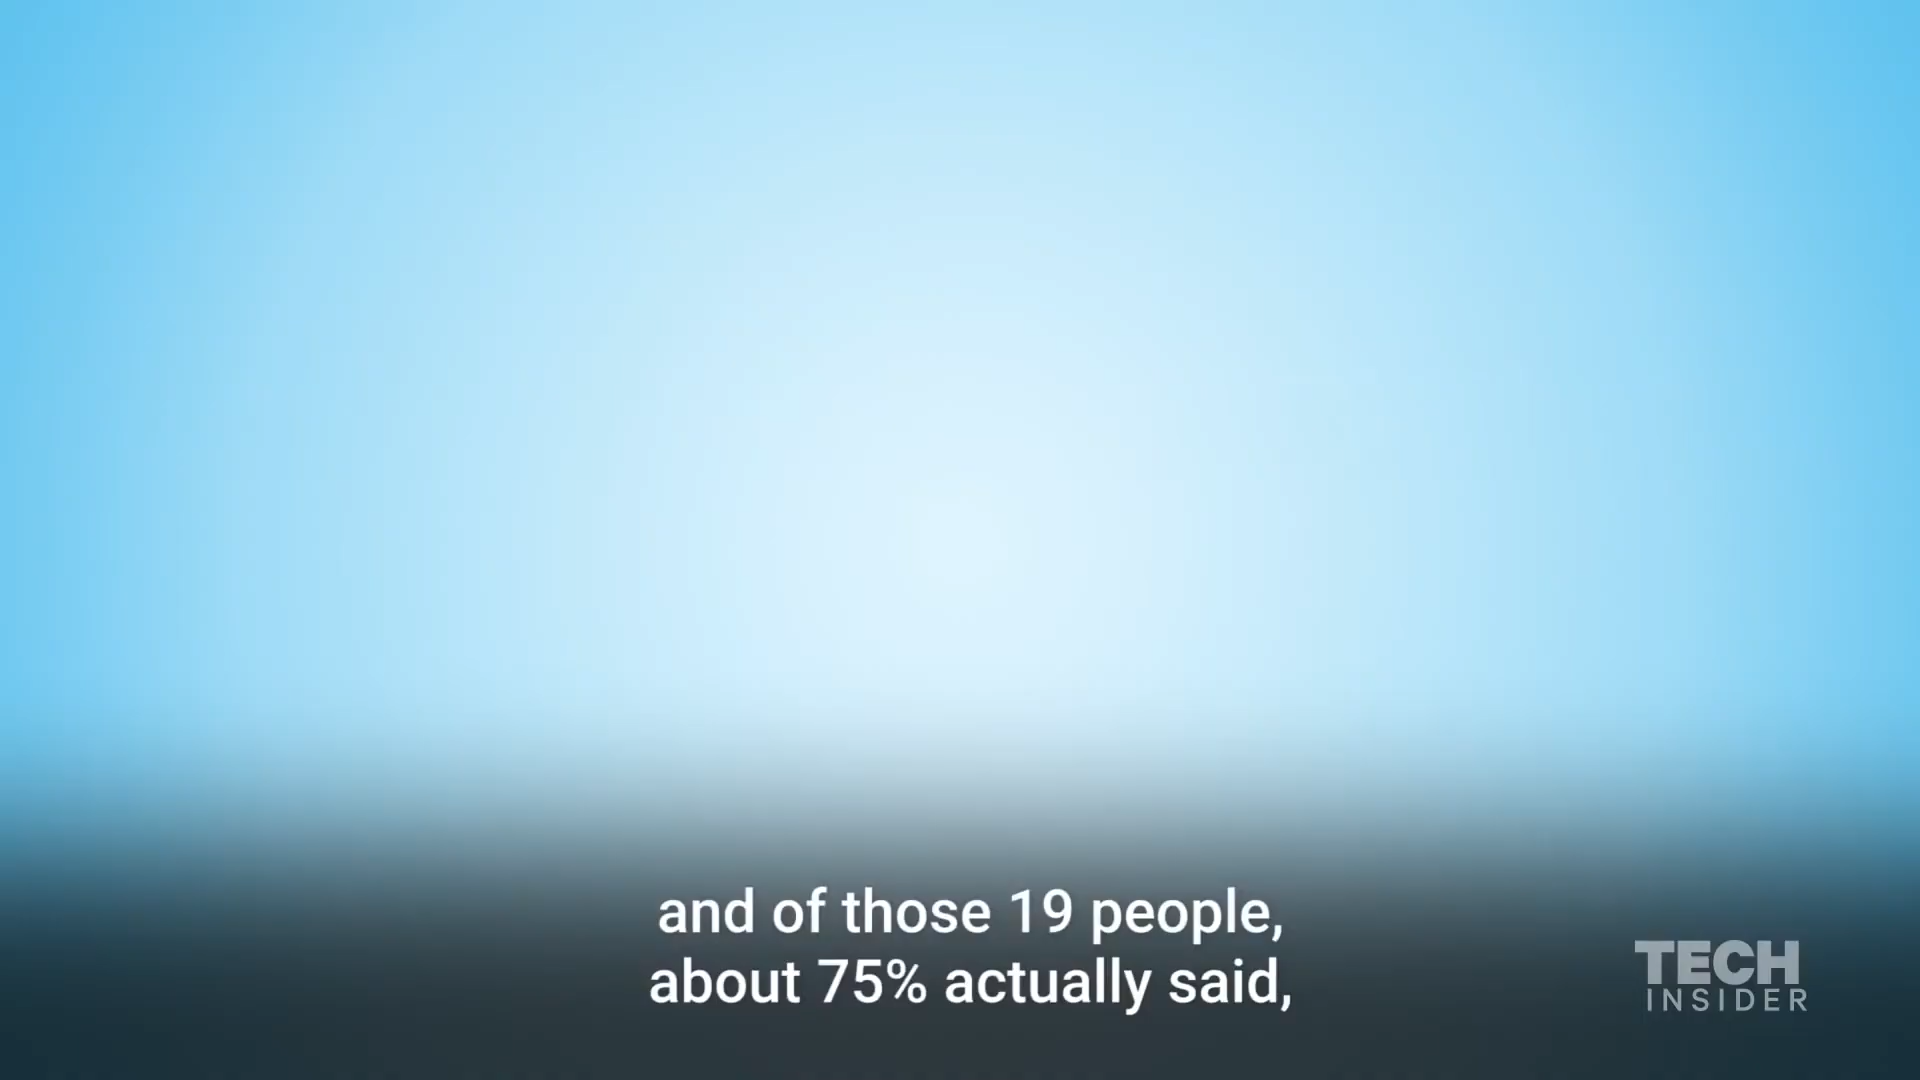 and of those 19 people,
about 75% actually said,
TECH
INSIDER